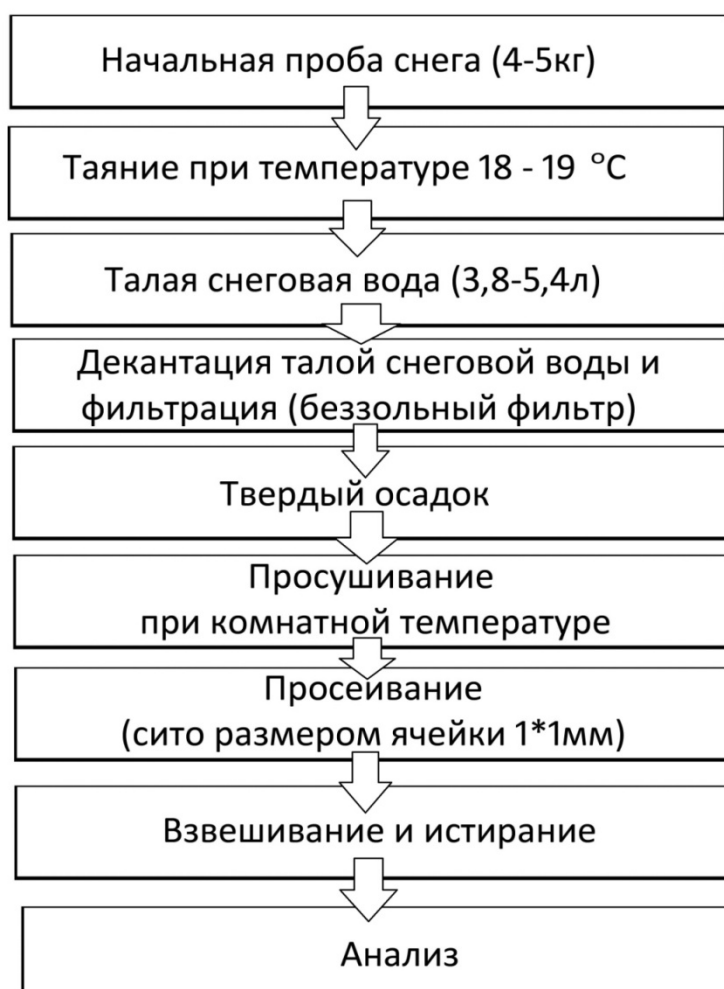 Начальная проба снега (4-5кг)
Таяние при температуре 18 - 19 °С
Талая снеговая вода (3,8-5,4л)
Декантация талой снеговой воды и
фильтрация (беззольный фильтр)
Твердый осадок
Просушивание
при комнатной температуре
Просеивание
(сито размером ячейки 1*1мм)
Взвешивание и истирание
Анализ